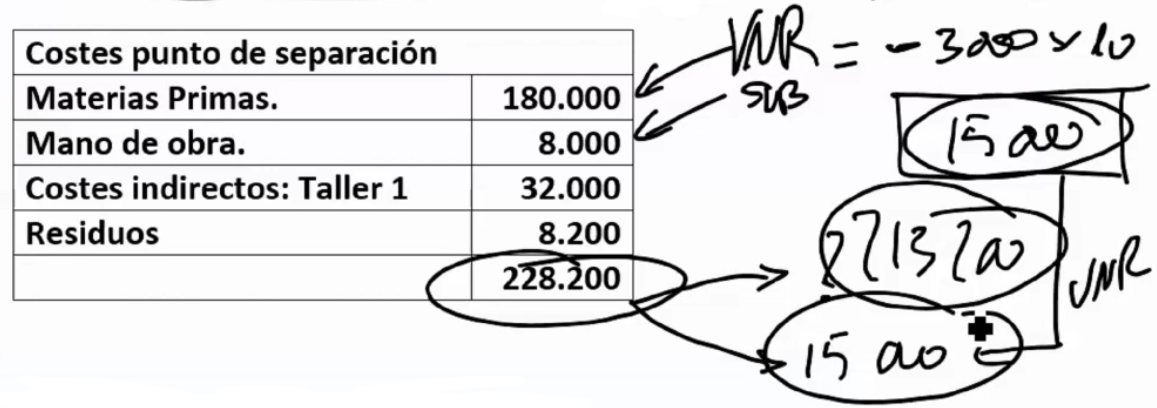 Costes punto de separación
Materias Primas. 180.000
Mano de obra. 8.000
Costes indirectos: Taller 1 32.000
Residuos 8.200
228.200
VNR = - 3000 x 10
SUB
15000
213200
VNR
15000